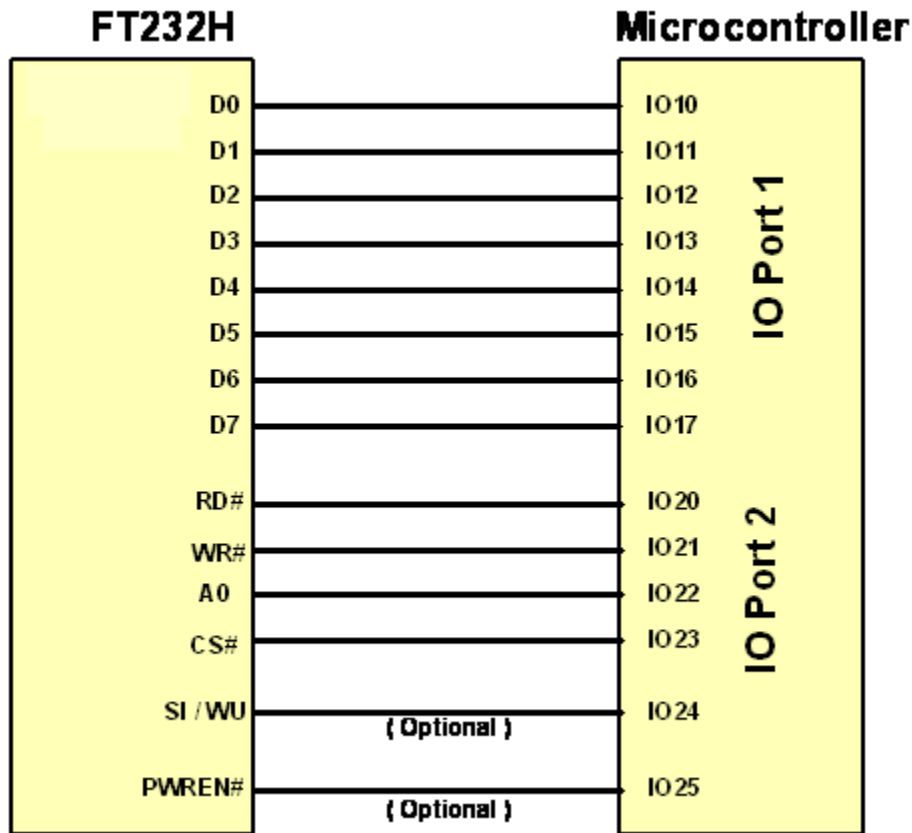 FT232H Microcontroller
D0 IO10
D1 IO11
D2 IO12
D3 IO13
D4 IO14
D5 IO15
D6 IO16
D7 IO17
IO Port 1
RD# IO20
WR# IO21
A0 IO22
CS# IO23
SI / WU ( Optional ) IO24
PWREN# ( Optional ) IO25
IO Port 2